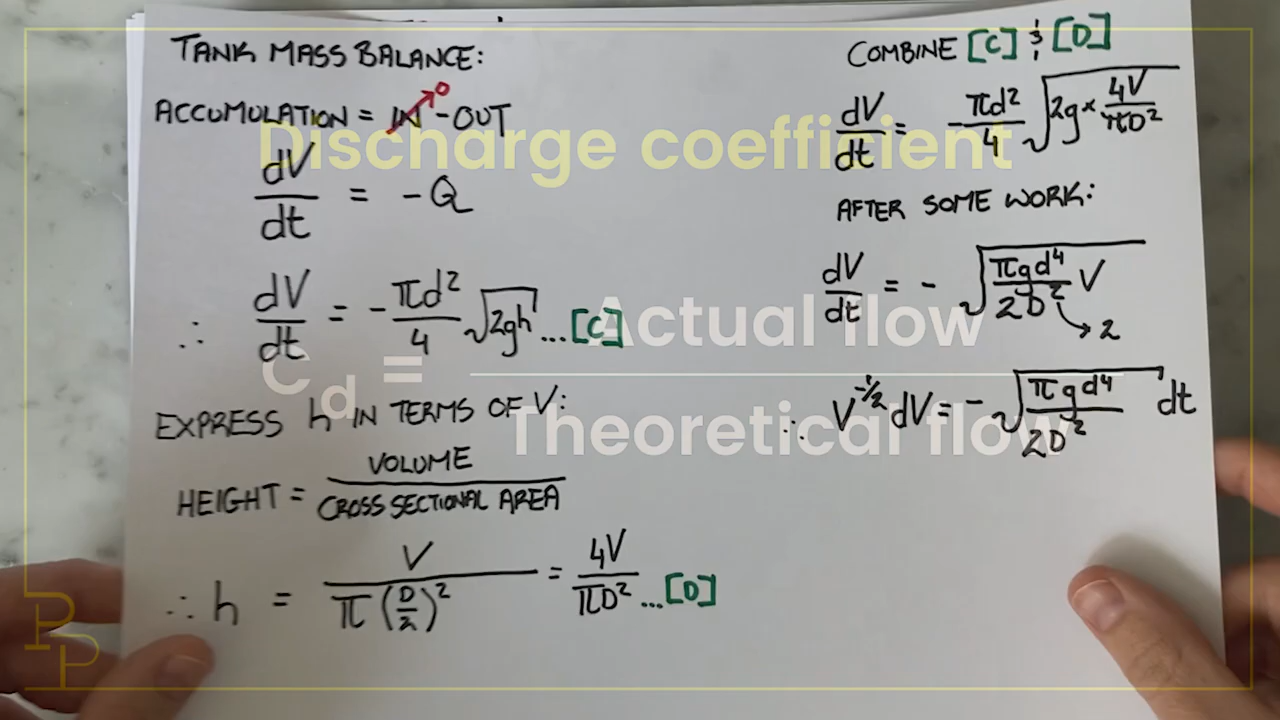 TANK MASS BALANCE:
ACCUMULATION = IN - OUT
0
dV/dt = -Q
∴ dV/dt = - πd²/4 √2gh ...[C]
EXPRESS h IN TERMS OF V:
HEIGHT = VOLUME / CROSS SECTIONAL AREA
∴ h = V / π(D/2)² = 4V / πD² ...[D]
COMBINE [C] & [D]
dV/dt = - πd²/4 √2g × 4V/πD²
AFTER SOME WORK:
dV/dt = - √πgd⁴/2D² V
2
∴ V^-1/2 dV = - √πgd⁴/2D² dt
Discharge coefficient
Cd = Actual flow / Theoretical flow
PP